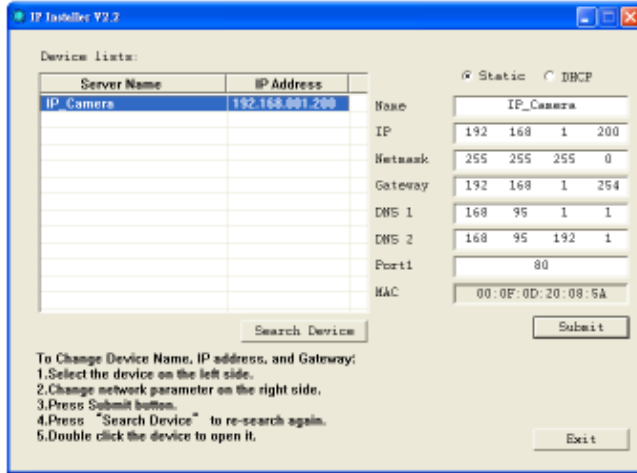 IP Installer V2.2
Device lists:
Server Name IP Address
IP_Camera 192.168.001.200
Static DHCP
Name IP_Camera
IP 192 168 1 200
Netmask 255 255 255 0
Gateway 192 168 1 254
DNS 1 168 95 1 1
DNS 2 168 95 192 1
Port1 80
MAC 00:0F:0D:20:08:5A
Search Device
Submit
To Change Device Name, IP address, and Gateway:
1.Select the device on the left side.
2.Change network parameter on the right side.
3.Press Submit button.
4.Press “Search Device” to re-search again.
5.Double click the device to open it.
Exit